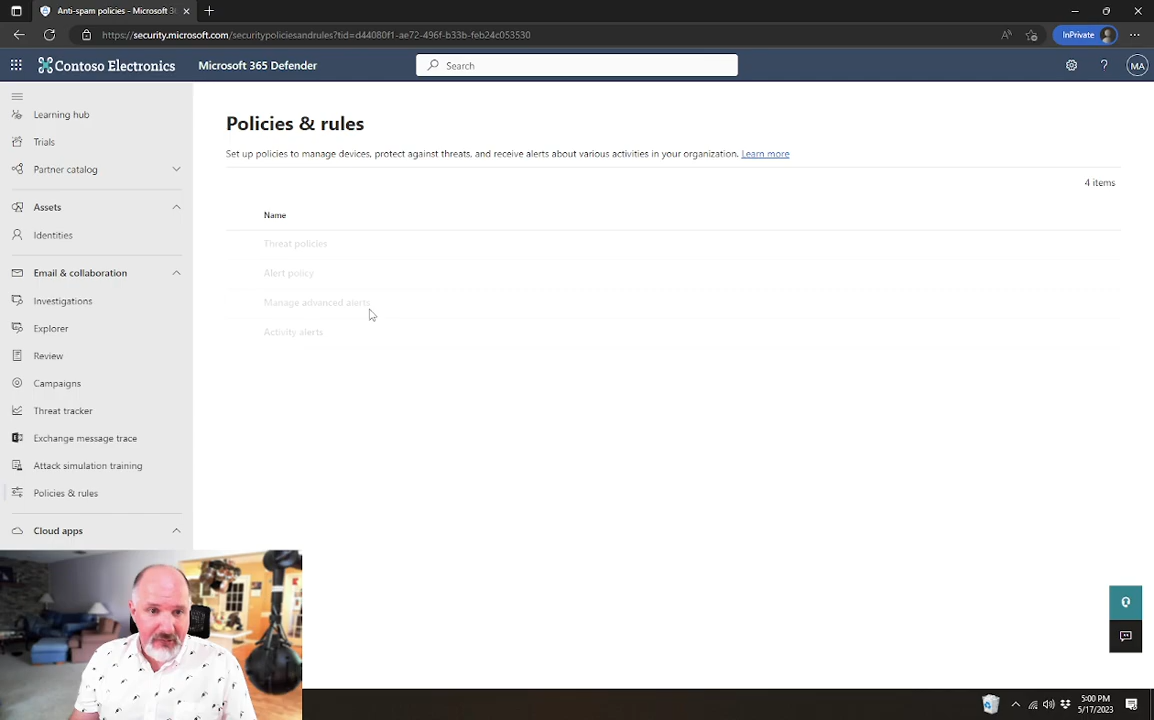 Anti-spam policies - Microsoft 3
https://security.microsoft.com/securitypoliciesandrules?tid=d44080f1-ae72-496f-b33b-feb24c053530
InPrivate
Contoso Electronics
Microsoft 365 Defender
Search
MA
Learning hub
Trials
Partner catalog
Assets
Identities
Email & collaboration
Investigations
Explorer
Review
Campaigns
Threat tracker
Exchange message trace
Attack simulation training
Policies & rules
Cloud apps
Policies & rules
Set up policies to manage devices, protect against threats, and receive alerts about various activities in your organization. Learn more
4 items
Name
Threat policies
Alert policy
Manage advanced alerts
Activity alerts
5:00 PM
5/17/2023